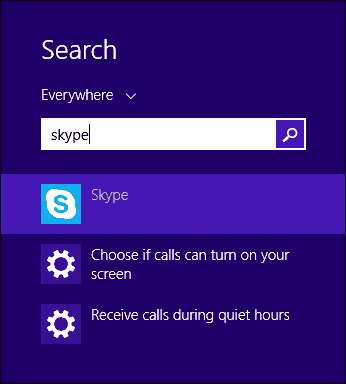 Search
Everywhere
skype
Skype
Choose if calls can turn on your
screen
Receive calls during quiet hours